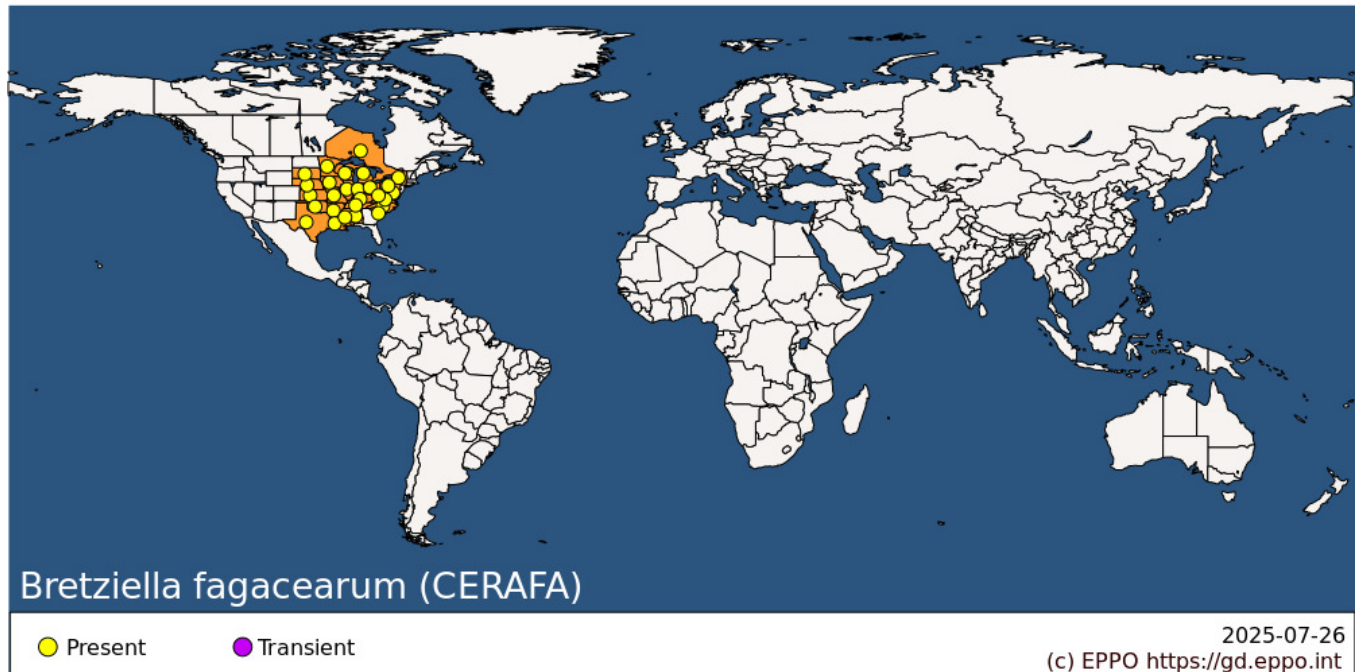 Bretziella fagacearum (CERAFA)
Present
Transient
2025-07-26
(c) EPPO https://gd.eppo.int